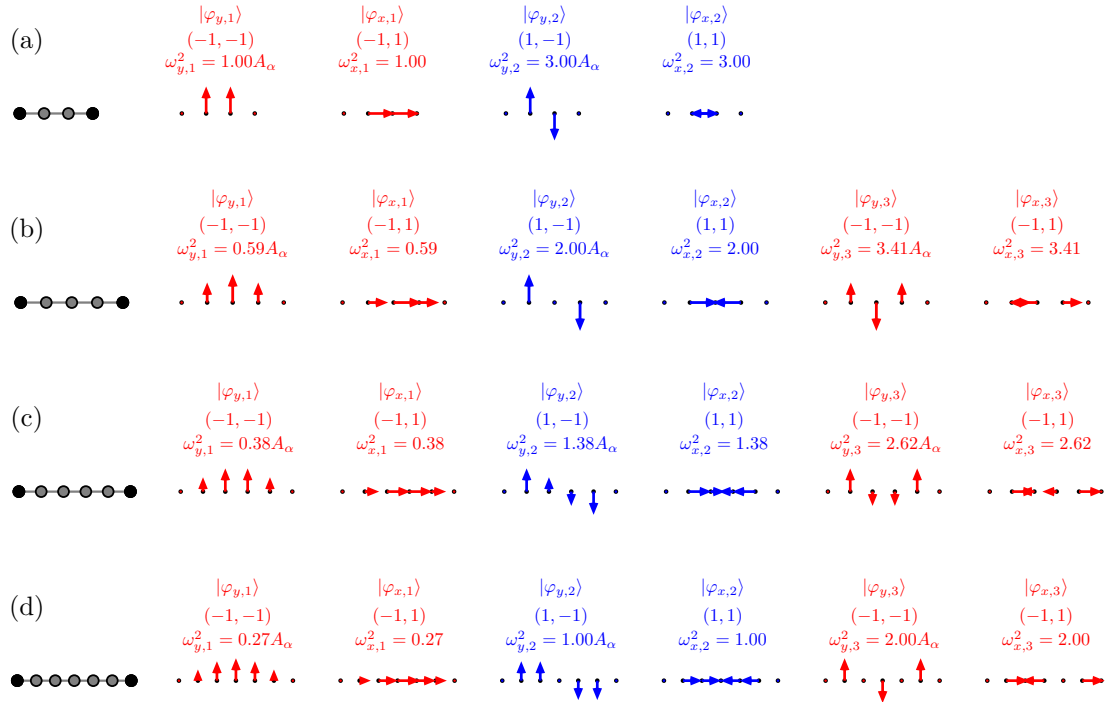 (a)
|φ_{y,1}⟩ |φ_{x,1}⟩ |φ_{y,2}⟩ |φ_{x,2}⟩
(-1, -1) (-1, 1) (1, -1) (1, 1)
ω²_{y,1} = 1.00A_α ω²_{x,1} = 1.00 ω²_{y,2} = 3.00A_α ω²_{x,2} = 3.00
(b)
|φ_{y,1}⟩ |φ_{x,1}⟩ |φ_{y,2}⟩ |φ_{x,2}⟩ |φ_{y,3}⟩ |φ_{x,3}⟩
(-1, -1) (-1, 1) (1, -1) (1, 1) (-1, -1) (-1, 1)
ω²_{y,1} = 0.59A_α ω²_{x,1} = 0.59 ω²_{y,2} = 2.00A_α ω²_{x,2} = 2.00 ω²_{y,3} = 3.41A_α ω²_{x,3} = 3.41
(c)
|φ_{y,1}⟩ |φ_{x,1}⟩ |φ_{y,2}⟩ |φ_{x,2}⟩ |φ_{y,3}⟩ |φ_{x,3}⟩
(-1, -1) (-1, 1) (1, -1) (1, 1) (-1, -1) (-1, 1)
ω²_{y,1} = 0.38A_α ω²_{x,1} = 0.38 ω²_{y,2} = 1.38A_α ω²_{x,2} = 1.38 ω²_{y,3} = 2.62A_α ω²_{x,3} = 2.62
(d)
|φ_{y,1}⟩ |φ_{x,1}⟩ |φ_{y,2}⟩ |φ_{x,2}⟩ |φ_{y,3}⟩ |φ_{x,3}⟩
(-1, -1) (-1, 1) (1, -1) (1, 1) (-1, -1) (-1, 1)
ω²_{y,1} = 0.27A_α ω²_{x,1} = 0.27 ω²_{y,2} = 1.00A_α ω²_{x,2} = 1.00 ω²_{y,3} = 2.00A_α ω²_{x,3} = 2.00